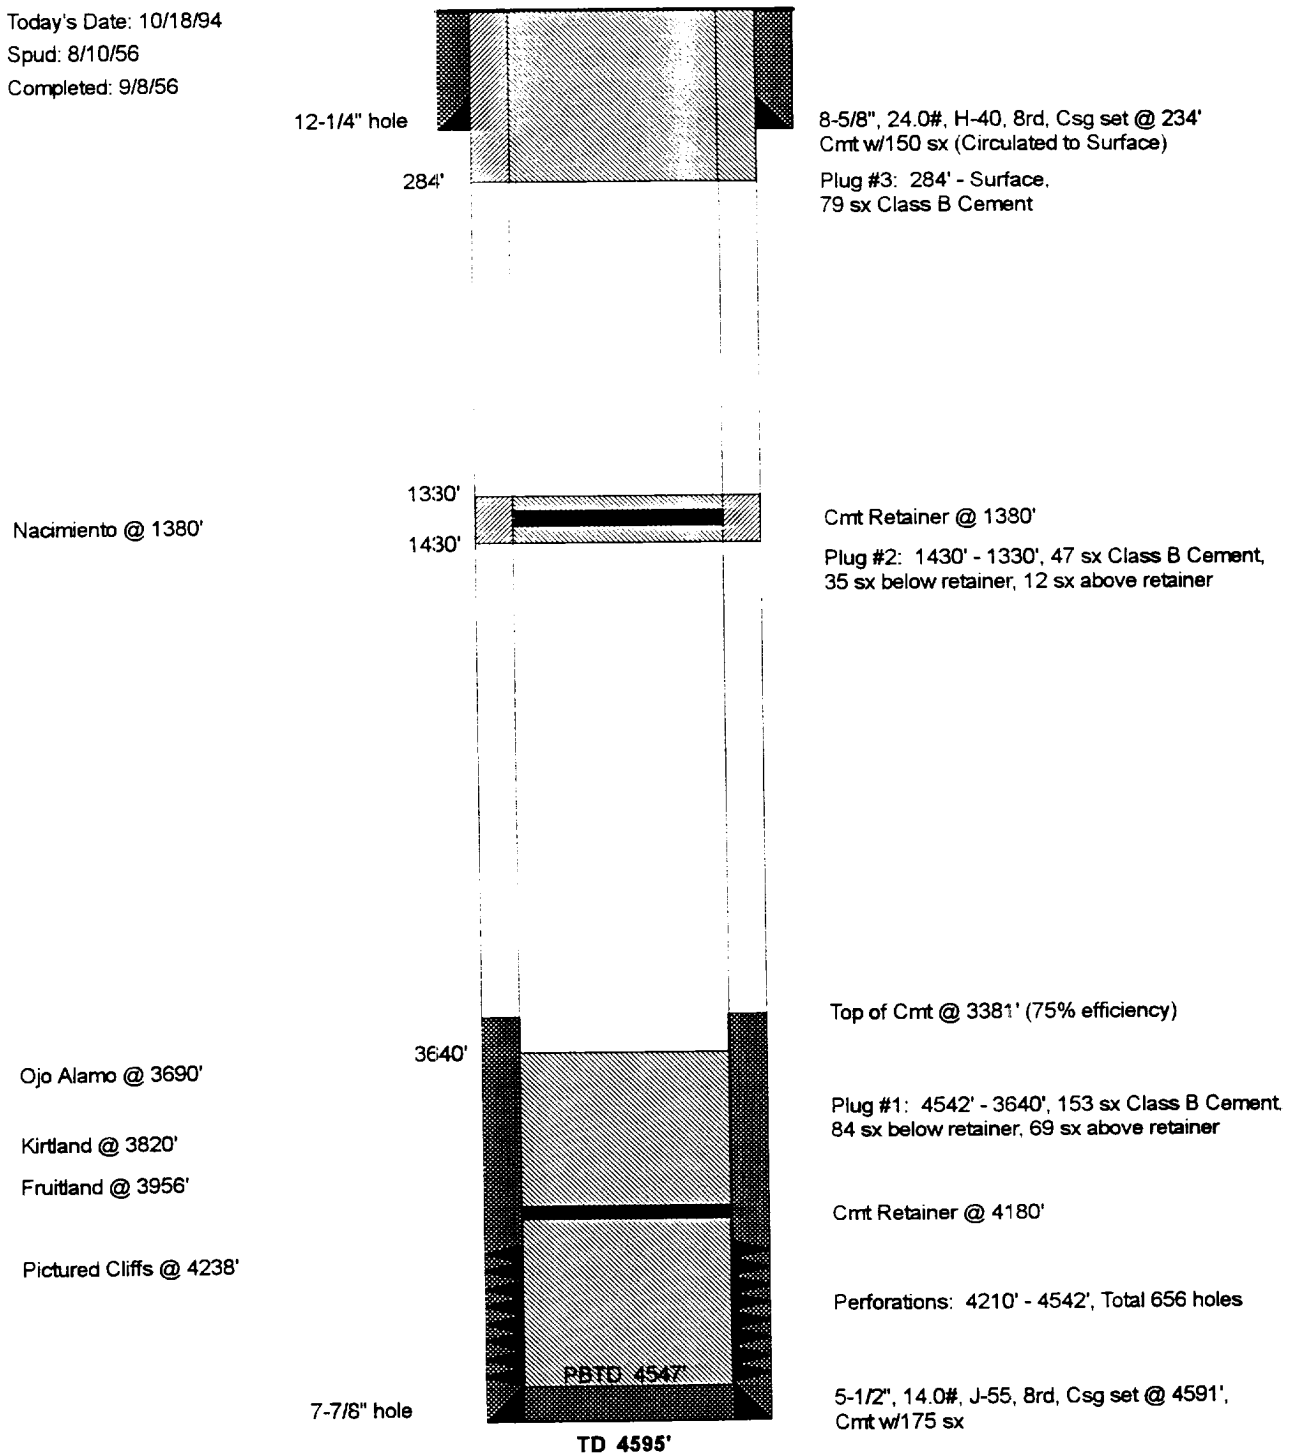 Today's Date: 10/18/94
Spud: 8/10/56
Completed: 9/8/56
12-1/4" hole
8-5/8", 24.0#, H-40, 8rd, Csg set @ 234'
Cmt w/150 sx (Circulated to Surface)
284'
Plug #3: 284' - Surface,
79 sx Class B Cement
1330'
Nacimiento @ 1380'
Cmt Retainer @ 1380'
1430'
Plug #2: 1430' - 1330', 47 sx Class B Cement,
35 sx below retainer, 12 sx above retainer
Top of Cmt @ 3381' (75% efficiency)
3640'
Ojo Alamo @ 3690'
Plug #1: 4542' - 3640', 153 sx Class B Cement.
84 sx below retainer, 69 sx above retainer
Kirtland @ 3820'
Fruitland @ 3956'
Cmt Retainer @ 4180'
Pictured Cliffs @ 4238'
Perforations: 4210' - 4542', Total 656 holes
PBTD 4547'
7-7/8" hole
5-1/2", 14.0#, J-55, 8rd, Csg set @ 4591',
Cmt w/175 sx
TD 4595'